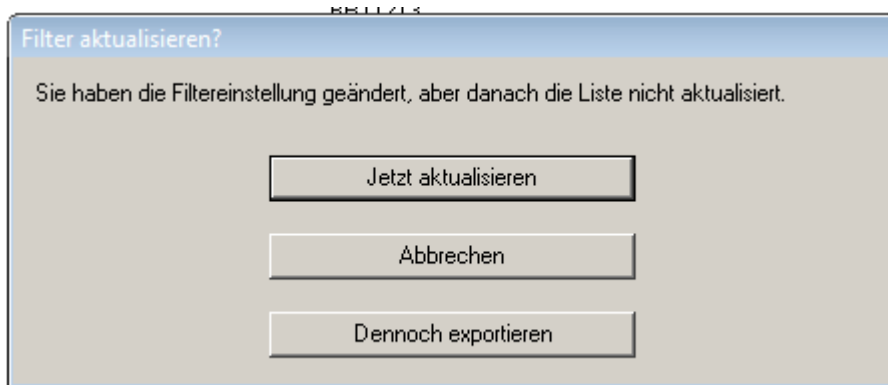 Filter aktualisieren?
Sie haben die Filtereinstellung geändert, aber danach die Liste nicht aktualisiert.
Jetzt aktualisieren
Abbrechen
Dennoch exportieren